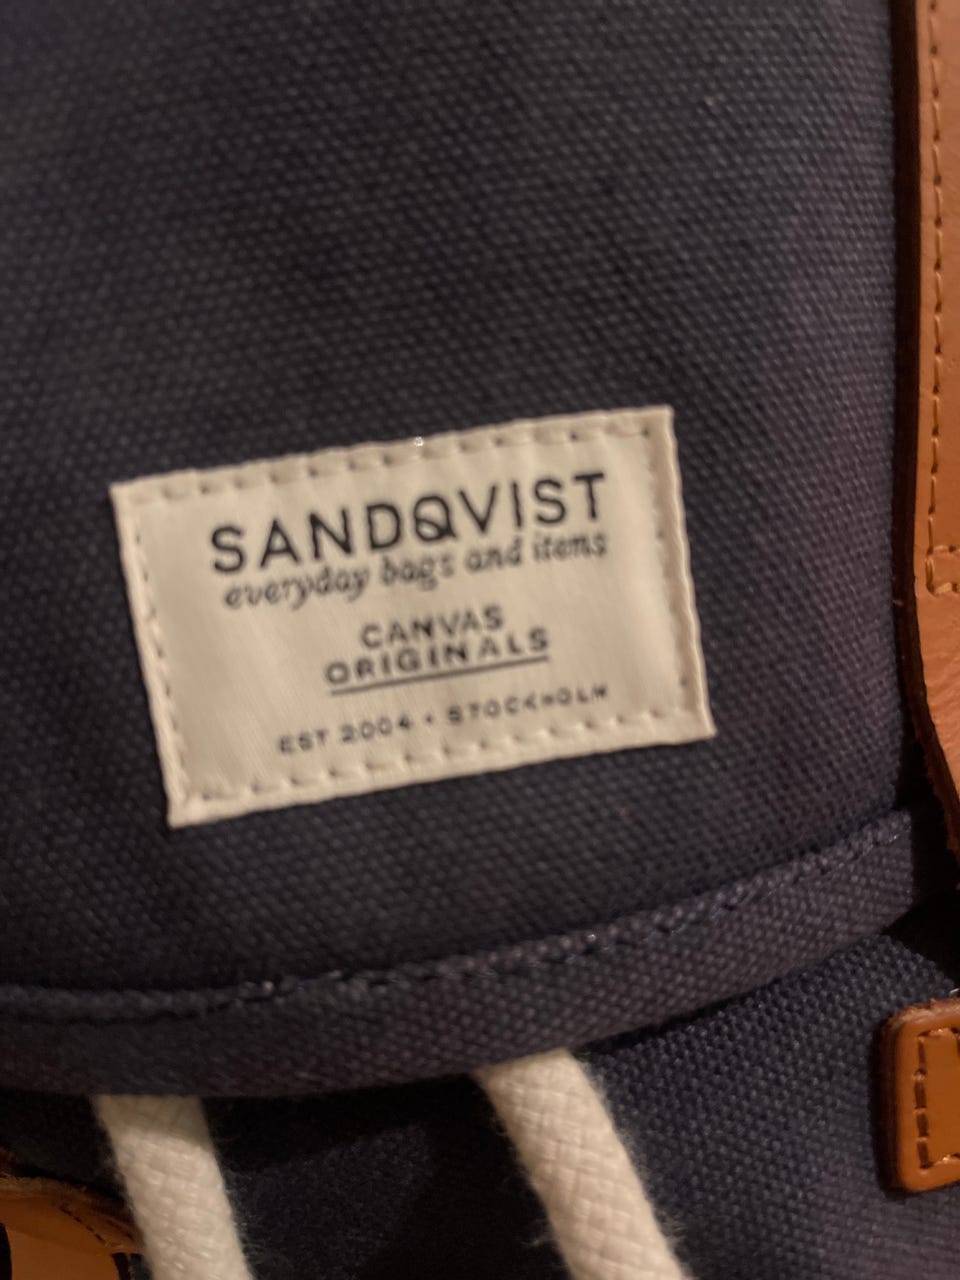 SANDQVIST
everyday bags and items
CANVAS
ORIGINALS
EST 2004 • STOCKHOLM